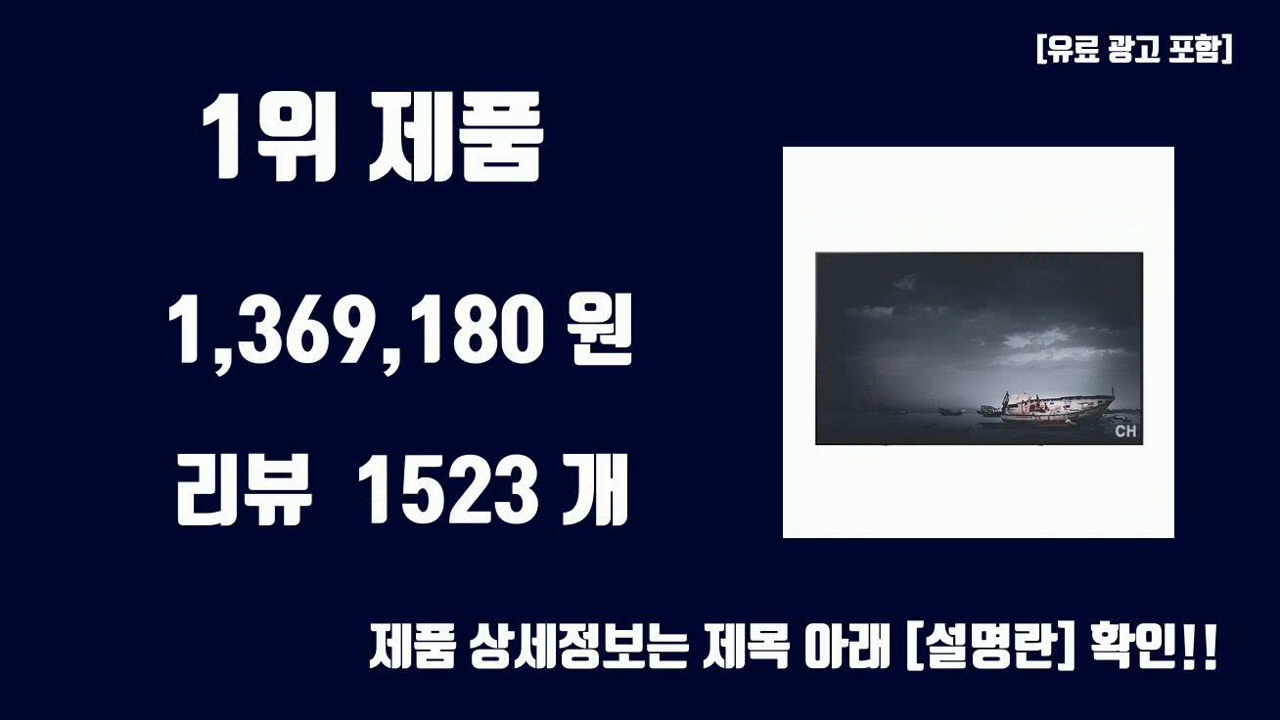 [유료 광고 포함]
1위 제품
1,369,180 원
리뷰 1523 개
CH
제품 상세정보는 제목 아래 [설명란] 확인!!